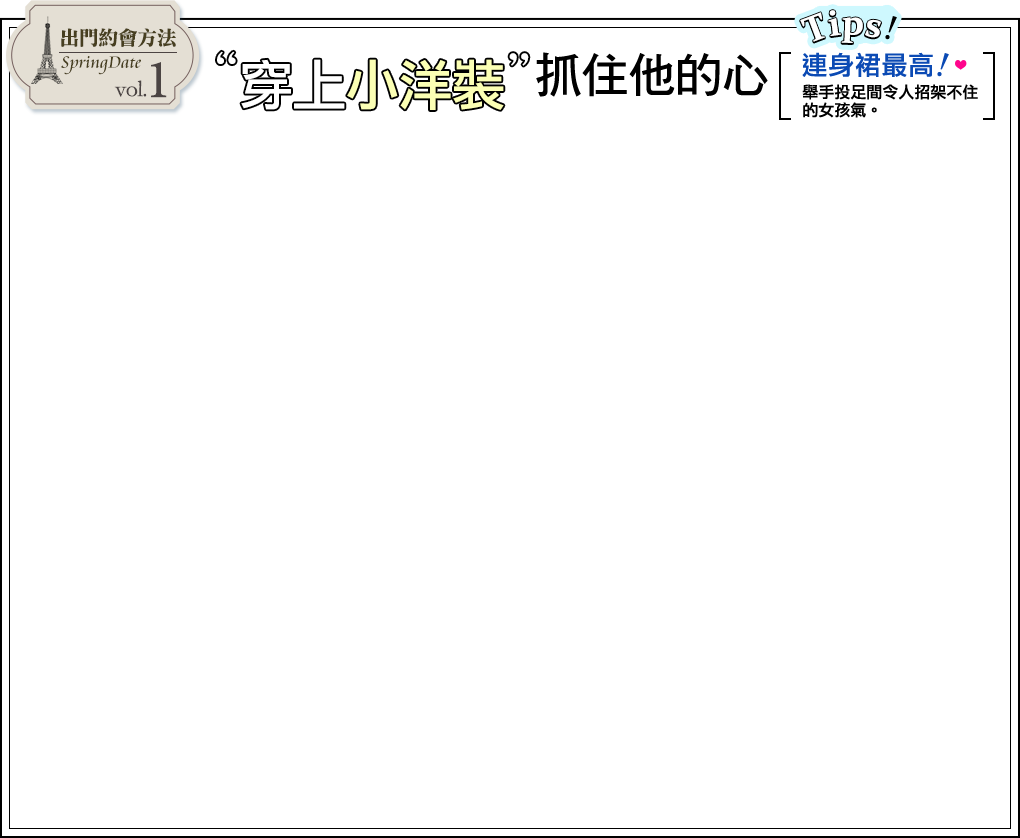 出門約會方法
SpringDate
vol.1
“穿上小洋裝”抓住他的心
Tips!
連身裙最高!
舉手投足間令人招架不住
的女孩氣。